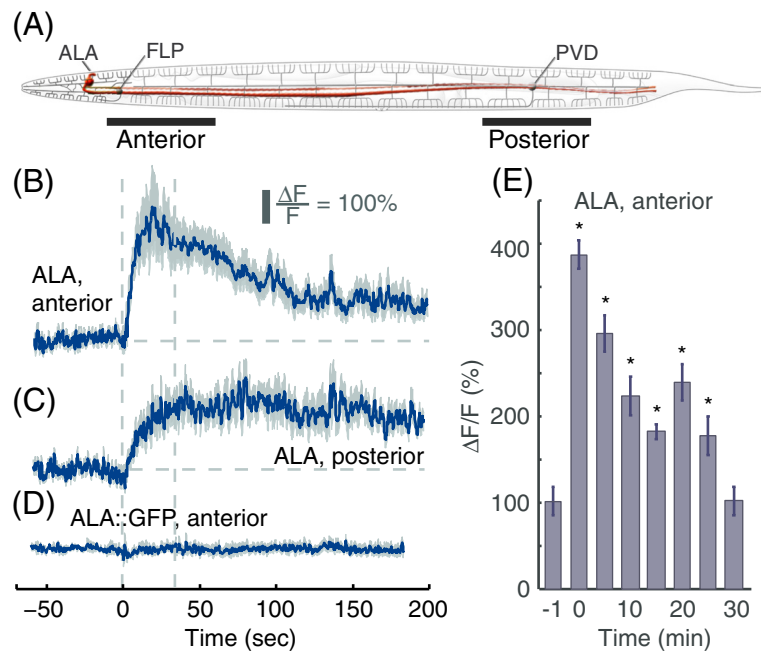 (A)
ALA
FLP
PVD
Anterior
Posterior
(B)
ΔF/F = 100%
ALA,
anterior
(C)
ALA, posterior
(D)
ALA::GFP, anterior
−50 0 50 100 150 200
Time (sec)
(E)
ALA, anterior
400
300
200
100
0
ΔF/F (%)
* * * * * *
-1 0 10 20 30
Time (min)